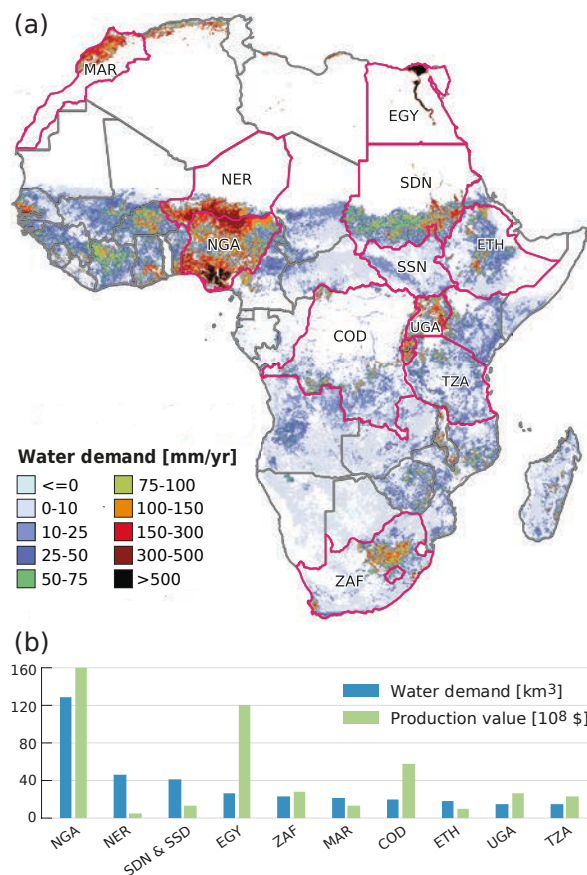 (a)
MAR
EGY
NER
SDN
NGA
ETH
SSN
COD
UGA
TZA
ZAF
Water demand [mm/yr]
<=0
0-10
10-25
25-50
50-75
75-100
100-150
150-300
300-500
>500
(b)
160
120
80
40
0
Water demand [km³]
Production value [10⁸ $]
NGA
NER
SDN & SSD
EGY
ZAF
MAR
COD
ETH
UGA
TZA